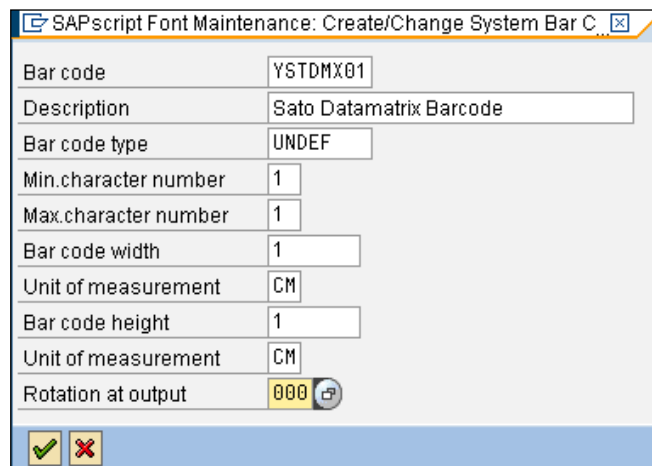 SAPscript Font Maintenance: Create/Change System Bar C...
Bar code YSTDMX01
Description Sato Datamatrix Barcode
Bar code type UNDEF
Min.character number 1
Max.character number 1
Bar code width 1
Unit of measurement CM
Bar code height 1
Unit of measurement CM
Rotation at output 000